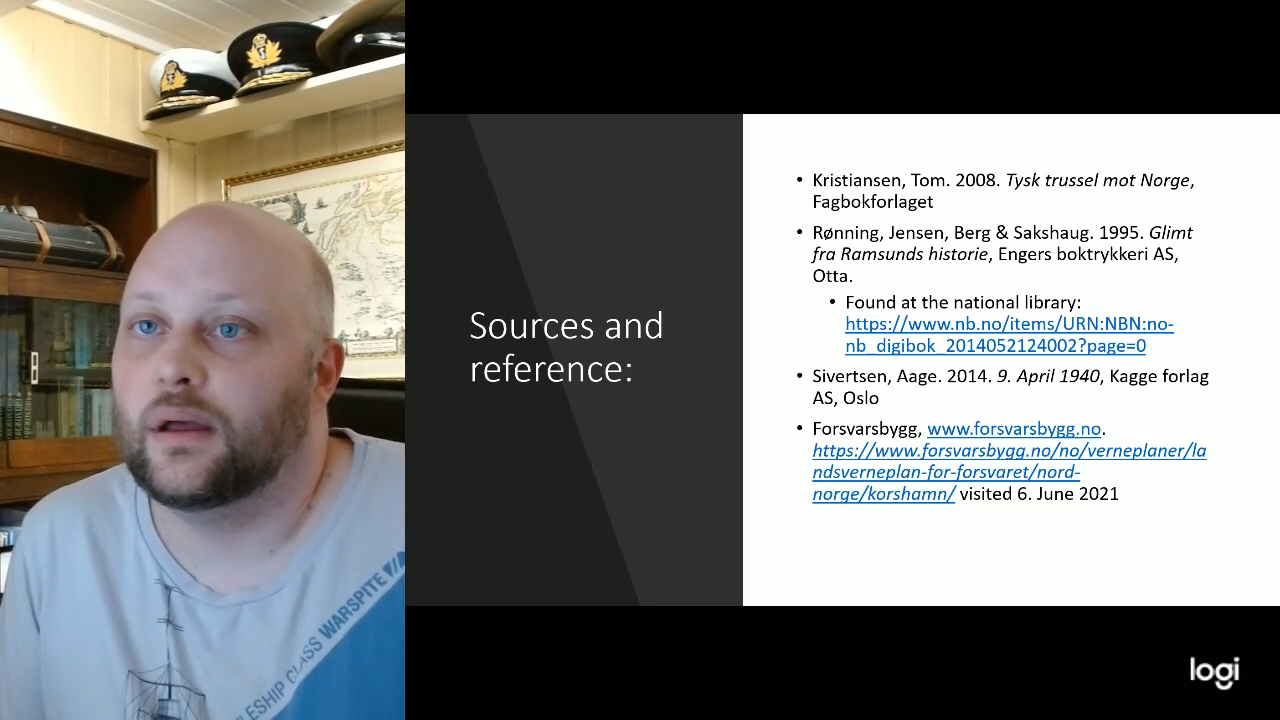 Sources and
reference:
• Kristiansen, Tom. 2008. Tysk trussel mot Norge,
Fagbokforlaget
• Rønning, Jensen, Berg & Sakshaug. 1995. Glimt
fra Ramsunds historie, Engers boktrykkeri AS,
Otta.
• Found at the national library:
https://www.nb.no/items/URN:NBN:no-
nb_digibok_2014052124002?page=0
• Sivertsen, Aage. 2014. 9. April 1940, Kagge forlag
AS, Oslo
• Forsvarsbygg, www.forsvarsbygg.no.
https://www.forsvarsbygg.no/no/verneplaner/la
ndsverneplan-for-forsvaret/nord-
norge/korshamn/ visited 6. June 2021
CLASS WARSPITE
logi